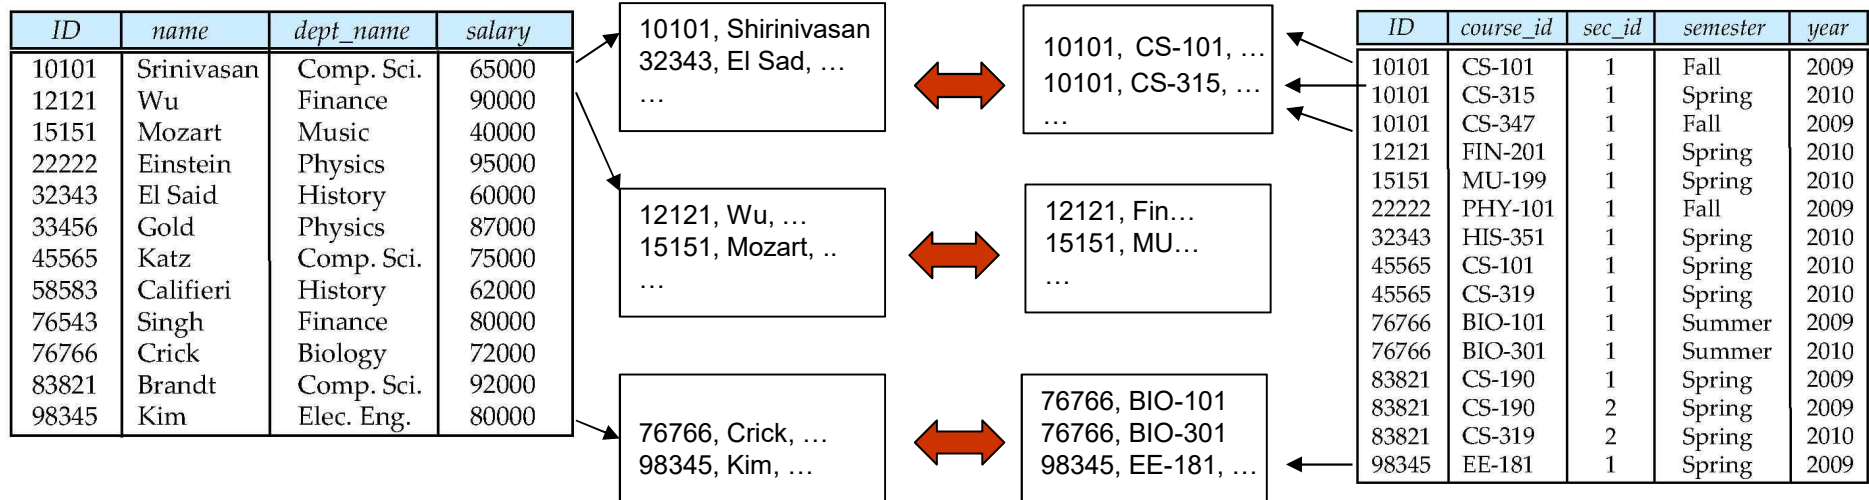 ID name dept_name salary
10101 Srinivasan Comp. Sci. 65000
12121 Wu Finance 90000
15151 Mozart Music 40000
22222 Einstein Physics 95000
32343 El Said History 60000
33456 Gold Physics 87000
45565 Katz Comp. Sci. 75000
58583 Califieri History 62000
76543 Singh Finance 80000
76766 Crick Biology 72000
83821 Brandt Comp. Sci. 92000
98345 Kim Elec. Eng. 80000
10101, Shirinivasan
32343, El Sad, …
…
12121, Wu, …
15151, Mozart, ..
…
76766, Crick, …
98345, Kim, …
10101, CS-101, …
10101, CS-315, …
…
12121, Fin…
15151, MU…
…
76766, BIO-101
76766, BIO-301
98345, EE-181, …
ID course_id sec_id semester year
10101 CS-101 1 Fall 2009
10101 CS-315 1 Spring 2010
10101 CS-347 1 Fall 2009
12121 FIN-201 1 Spring 2010
15151 MU-199 1 Spring 2010
22222 PHY-101 1 Fall 2009
32343 HIS-351 1 Spring 2010
45565 CS-101 1 Spring 2010
45565 CS-319 1 Spring 2010
76766 BIO-101 1 Summer 2009
76766 BIO-301 1 Summer 2010
83821 CS-190 1 Spring 2009
83821 CS-190 2 Spring 2009
83821 CS-319 2 Spring 2010
98345 EE-181 1 Spring 2009